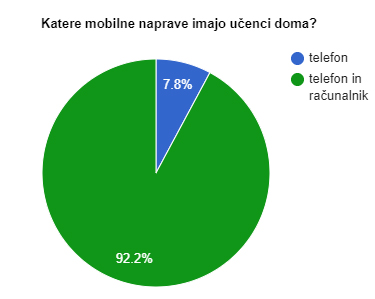 Katere mobilne naprave imajo učenci doma?
telefon
telefon in
računalnik
7.8%
92.2%